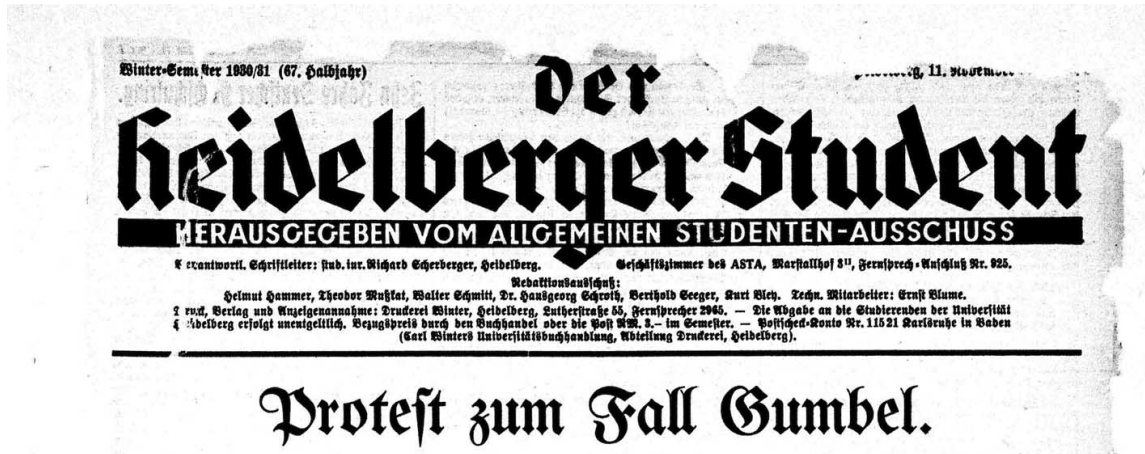 Winter-Semester 1930/31 (67. Halbjahr)
11. November
Der
Heidelberger Student
HERAUSGEGEBEN VOM ALLGEMEINEN STUDENTEN-AUSSCHUSS
Verantwortl. Schriftleiter: stud. iur. Richard Scherberger, Heidelberg. Geschäftszimmer des ASTA, Marstallhof 3II, Fernsprech-Anschluß Nr. 925.
Redaktionsausschuß:
Helmut Hammer, Theodor Mußkat, Walter Schmitt, Dr. Hansgeorg Schroth, Berthold Seeger, Kurt Bley. Techn. Mitarbeiter: Ernst Blume.
Druck, Verlag und Anzeigenannahme: Druckerei Winter, Heidelberg, Lutherstraße 55, Fernsprecher 2965. — Die Abgabe an die Studierenden der Universität
Heidelberg erfolgt unentgeltlich. Bezugspreis durch den Buchhandel oder die Post RM. 3.– im Semester. — Postscheck-Konto Nr. 11521 Karlsruhe in Baden
(Carl Winters Universitätsbuchhandlung, Abteilung Druckerei, Heidelberg).
Protest zum Fall Gumbel.